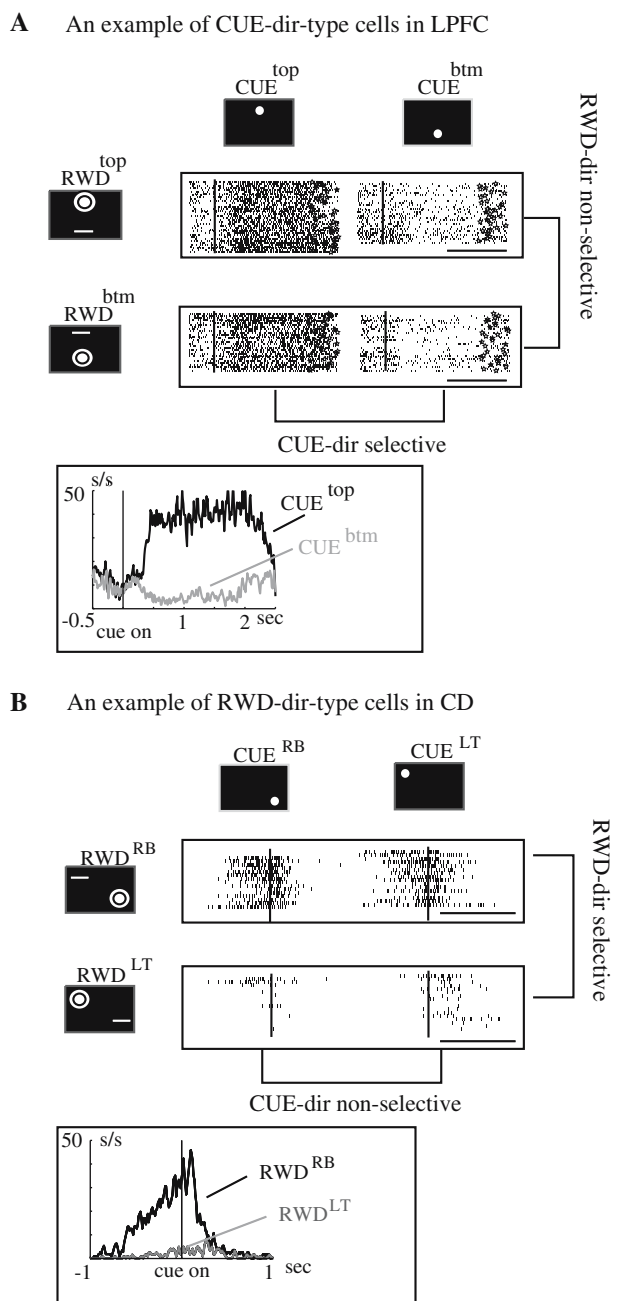 A An example of CUE-dir-type cells in LPFC
CUE top
CUE btm
RWD top
RWD btm
RWD-dir non-selective
CUE-dir selective
50 s/s
CUE top
CUE btm
-0.5 cue on 1 2 sec
B An example of RWD-dir-type cells in CD
CUE RB
CUE LT
RWD RB
RWD LT
RWD-dir selective
CUE-dir non-selective
50 s/s
RWD RB
RWD LT
-1 cue on 1 sec